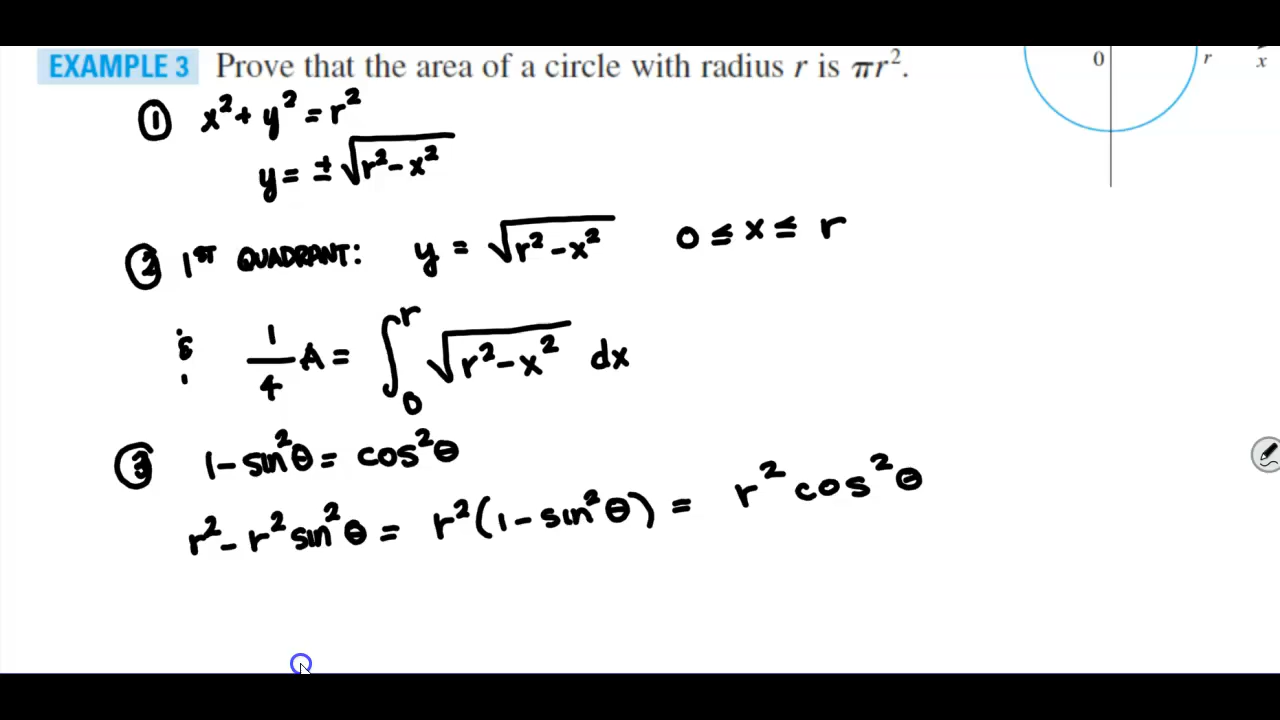 EXAMPLE 3 Prove that the area of a circle with radius r is πr².
0 r x
① x² + y² = r²
y = ±√(r² - x²)
② 1ST QUADRANT: y = √(r² - x²) 0 ≤ x ≤ r
1/4 A = ∫₀ʳ √(r² - x²) dx
③ 1 - sin²θ = cos²θ
r² - r² sin²θ = r²(1 - sin²θ) = r² cos²θ